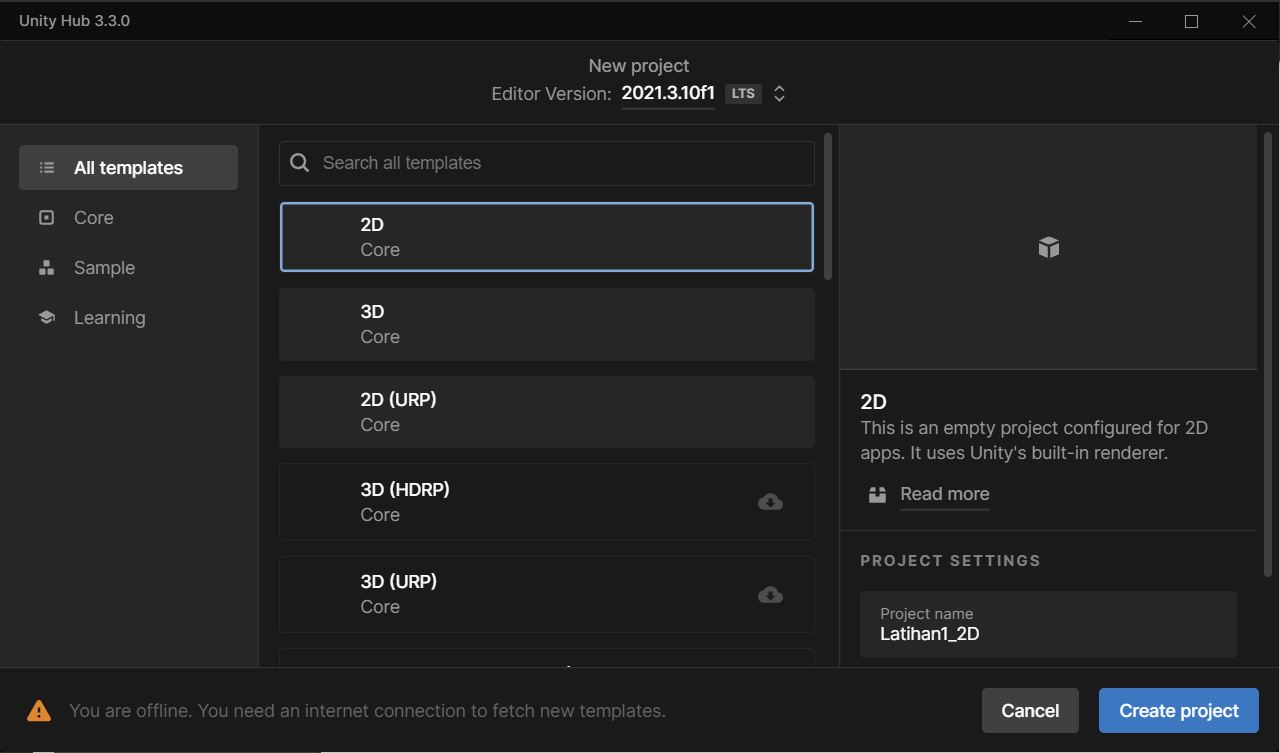 Unity Hub 3.3.0
New project
Editor Version: 2021.3.10f1 LTS
All templates
Core
Sample
Learning
Search all templates
2D
Core
3D
Core
2D (URP)
Core
3D (HDRP)
Core
3D (URP)
Core
2D
This is an empty project configured for 2D
apps. It uses Unity's built-in renderer.
Read more
PROJECT SETTINGS
Project name
Latihan1_2D
You are offline. You need an internet connection to fetch new templates.
Cancel
Create project